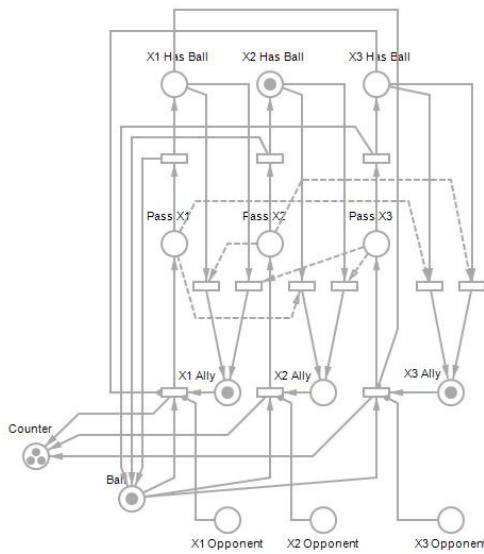 X1 Has Ball X2 Has Ball X3 Has Ball
Pass X1 Pass X2 Pass X3
X1 Ally X2 Ally X3 Ally
Counter
Ball
X1 Opponent X2 Opponent X3 Opponent